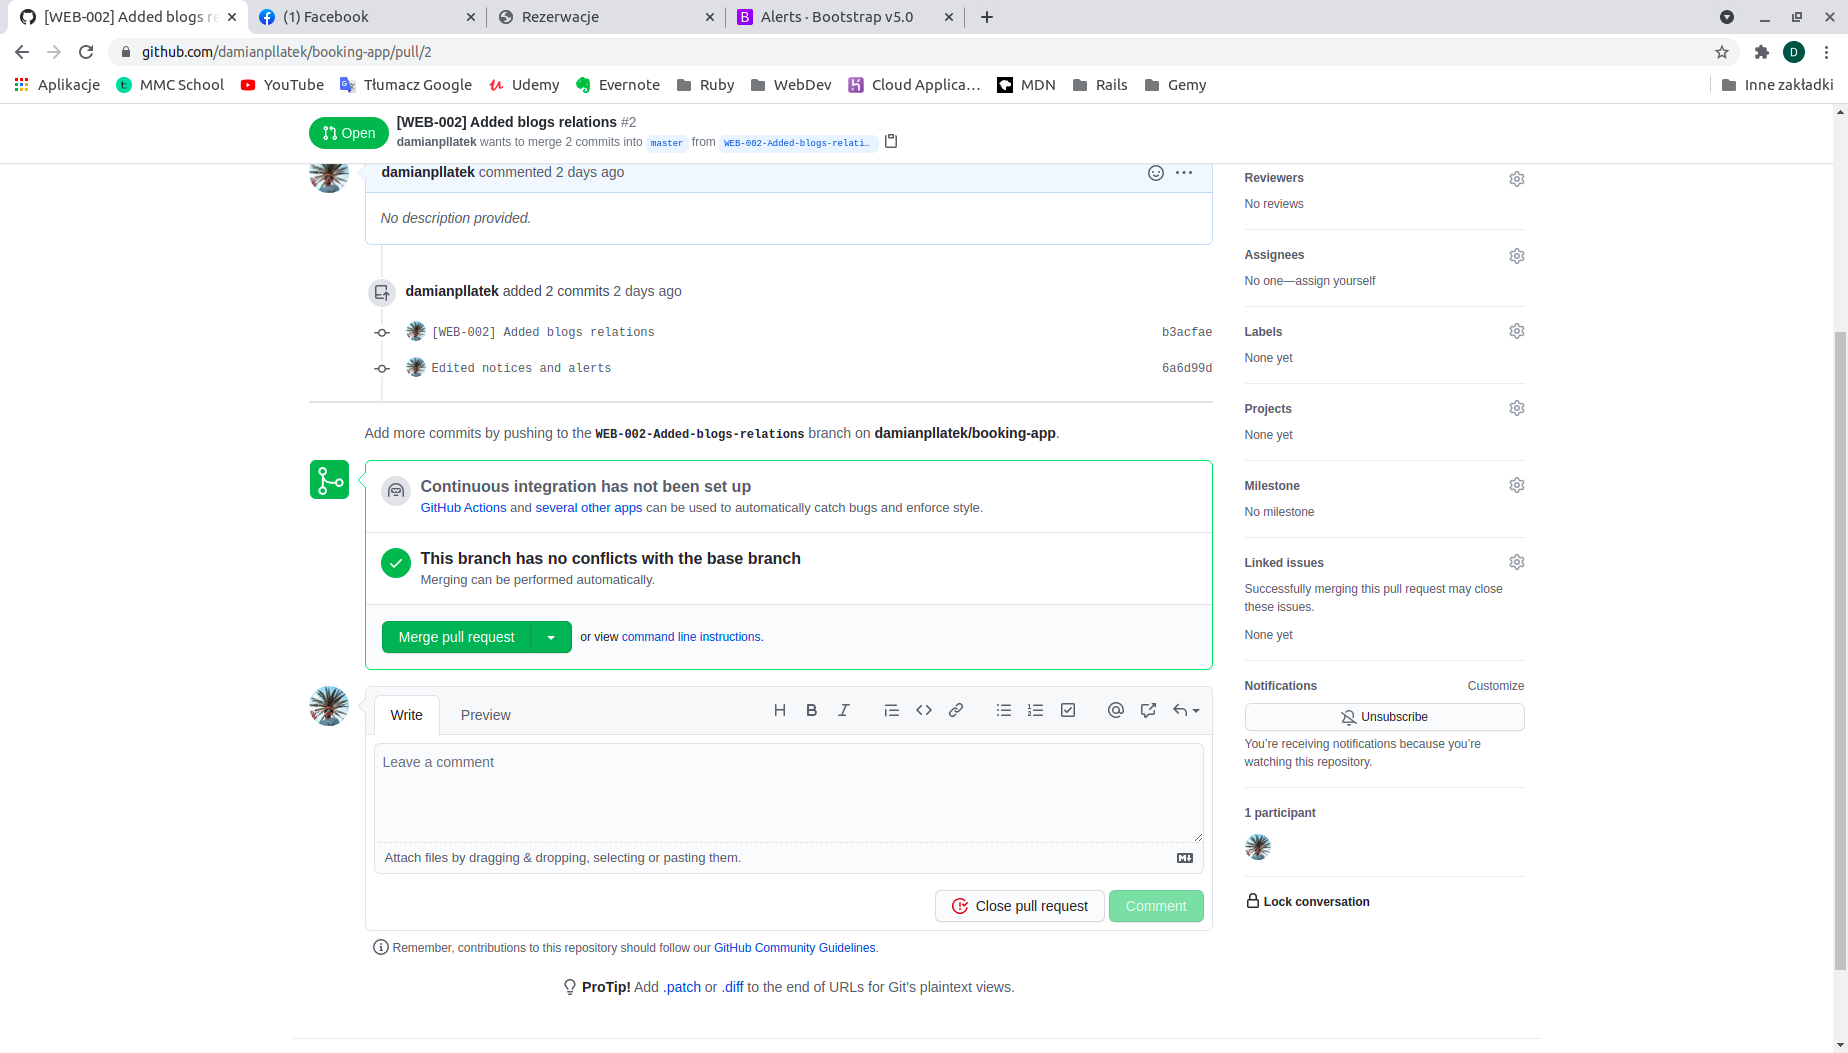 [WEB-002] Added blogs re
(1) Facebook
Rezerwacje
Alerts · Bootstrap v5.0
github.com/damianpllatek/booking-app/pull/2
D
Aplikacje
MMC School
YouTube
Tłumacz Google
Udemy
Evernote
Ruby
WebDev
Cloud Applica…
MDN
Rails
Gemy
Inne zakładki
Open
[WEB-002] Added blogs relations #2
damianpllatek wants to merge 2 commits into master from WEB-002-Added-blogs-relati…
damianpllatek commented 2 days ago
No description provided.
damianpllatek added 2 commits 2 days ago
[WEB-002] Added blogs relations b3acfae
Edited notices and alerts 6a6d99d
Add more commits by pushing to the WEB-002-Added-blogs-relations branch on damianpllatek/booking-app.
Continuous integration has not been set up
GitHub Actions and several other apps can be used to automatically catch bugs and enforce style.
This branch has no conflicts with the base branch
Merging can be performed automatically.
Merge pull request or view command line instructions.
Write
Preview
H B I
Leave a comment
Attach files by dragging & dropping, selecting or pasting them.
Close pull request
Comment
Remember, contributions to this repository should follow our GitHub Community Guidelines.
ProTip! Add .patch or .diff to the end of URLs for Git’s plaintext views.
Reviewers
No reviews
Assignees
No one—assign yourself
Labels
None yet
Projects
None yet
Milestone
No milestone
Linked issues
Successfully merging this pull request may close
these issues.
None yet
Notifications Customize
Unsubscribe
You’re receiving notifications because you’re
watching this repository.
1 participant
Lock conversation